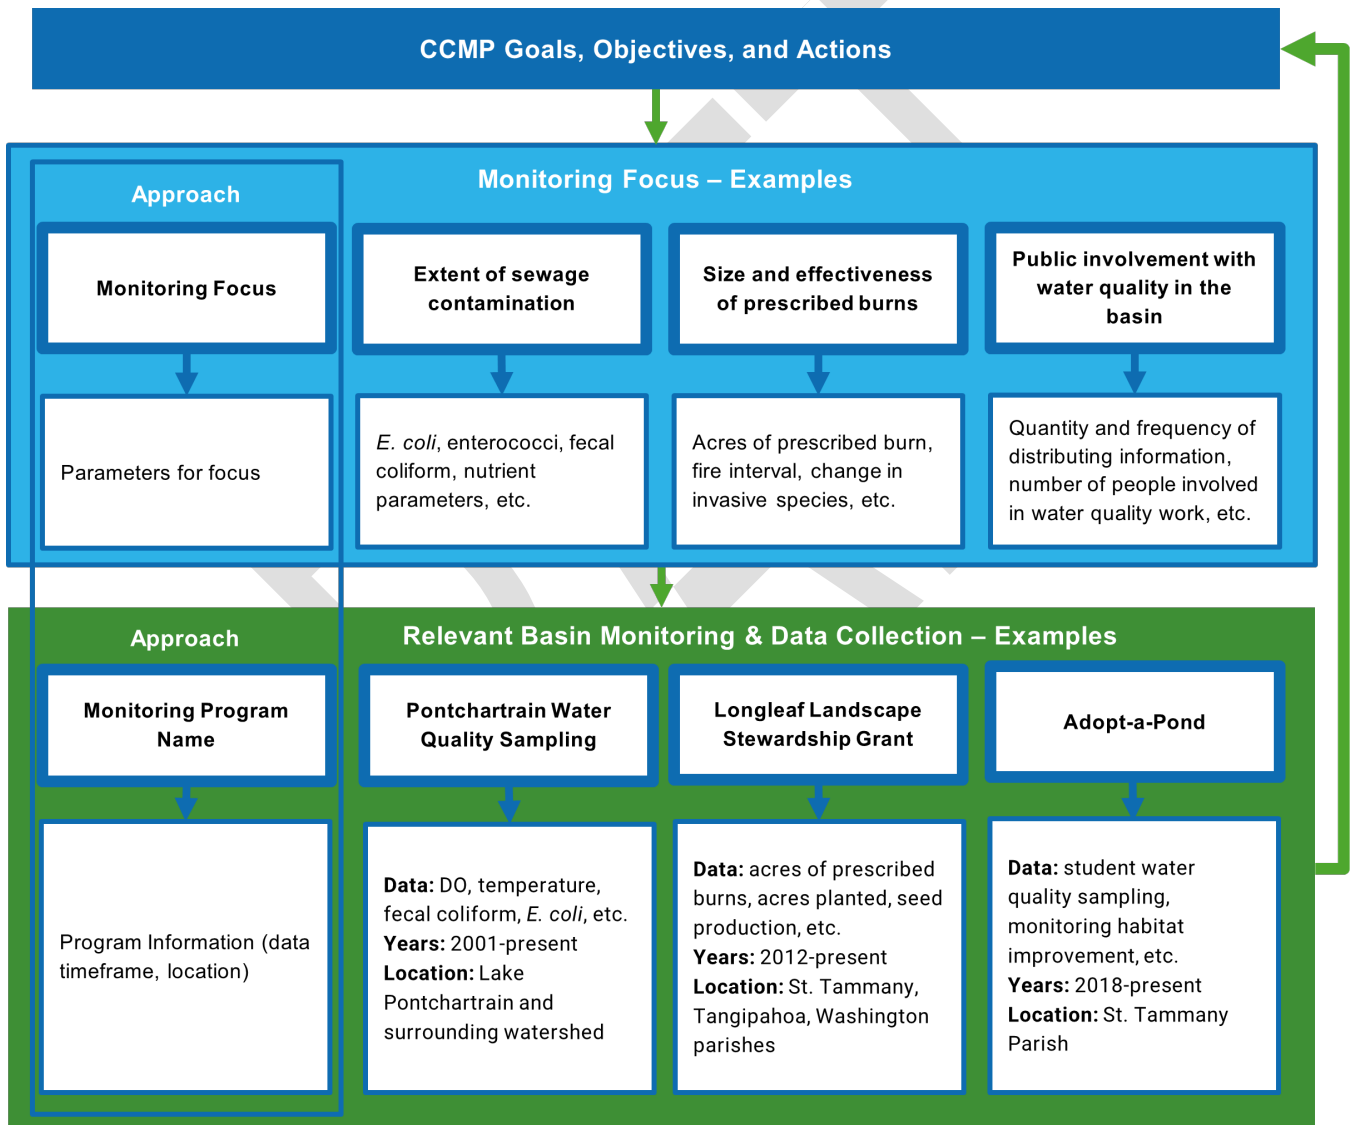 CCMP Goals, Objectives, and Actions
Monitoring Focus – Examples
Approach
Monitoring Focus
Extent of sewage
contamination
Size and effectiveness
of prescribed burns
Public involvement with
water quality in the
basin
Parameters for focus
E. coli, enterococci, fecal
coliform, nutrient
parameters, etc.
Acres of prescribed burn,
fire interval, change in
invasive species, etc.
Quantity and frequency of
distributing information,
number of people involved
in water quality work, etc.
Approach
Relevant Basin Monitoring & Data Collection – Examples
Monitoring Program
Name
Pontchartrain Water
Quality Sampling
Longleaf Landscape
Stewardship Grant
Adopt-a-Pond
Program Information (data
timeframe, location)
Data: DO, temperature,
fecal coliform, E. coli, etc.
Years: 2001-present
Location: Lake
Pontchartrain and
surrounding watershed
Data: acres of prescribed
burns, acres planted, seed
production, etc.
Years: 2012-present
Location: St. Tammany,
Tangipahoa, Washington
parishes
Data: student water
quality sampling,
monitoring habitat
improvement, etc.
Years: 2018-present
Location: St. Tammany
Parish